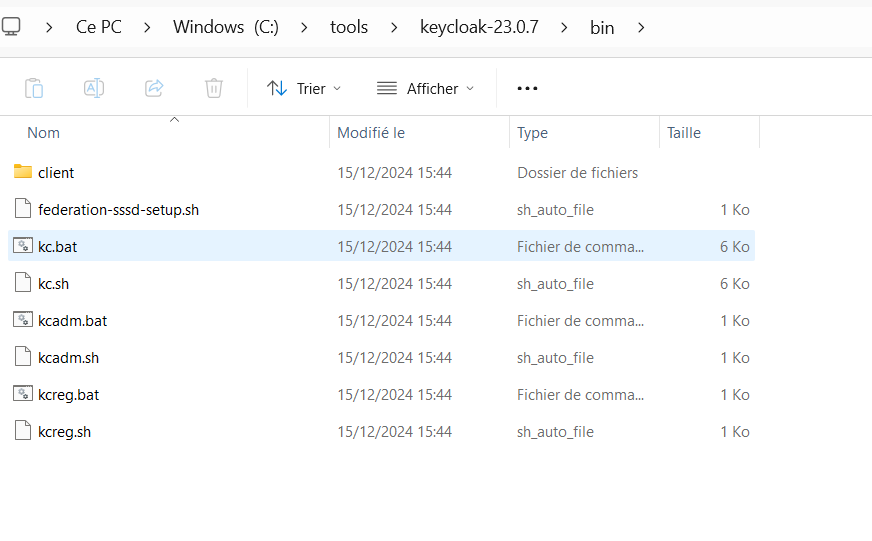 Ce PC > Windows (C:) > tools > keycloak-23.0.7 > bin >
Trier Afficher
Nom Modifié le Type Taille
client 15/12/2024 15:44 Dossier de fichiers
federation-sssd-setup.sh 15/12/2024 15:44 sh_auto_file 1 Ko
kc.bat 15/12/2024 15:44 Fichier de comma... 6 Ko
kc.sh 15/12/2024 15:44 sh_auto_file 6 Ko
kcadm.bat 15/12/2024 15:44 Fichier de comma... 1 Ko
kcadm.sh 15/12/2024 15:44 sh_auto_file 1 Ko
kcreg.bat 15/12/2024 15:44 Fichier de comma... 1 Ko
kcreg.sh 15/12/2024 15:44 sh_auto_file 1 Ko